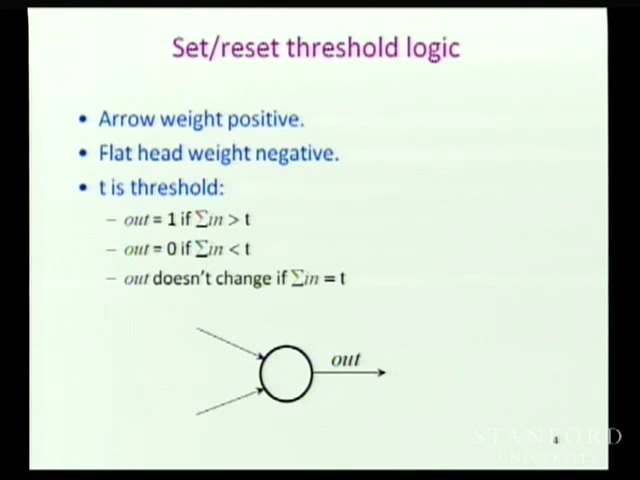 Set/reset threshold logic
• Arrow weight positive.
• Flat head weight negative.
• t is threshold:
– out = 1 if ∑in > t
– out = 0 if ∑in < t
– out doesn't change if ∑in = t
out
4
STANFORD
UNIVERSITY